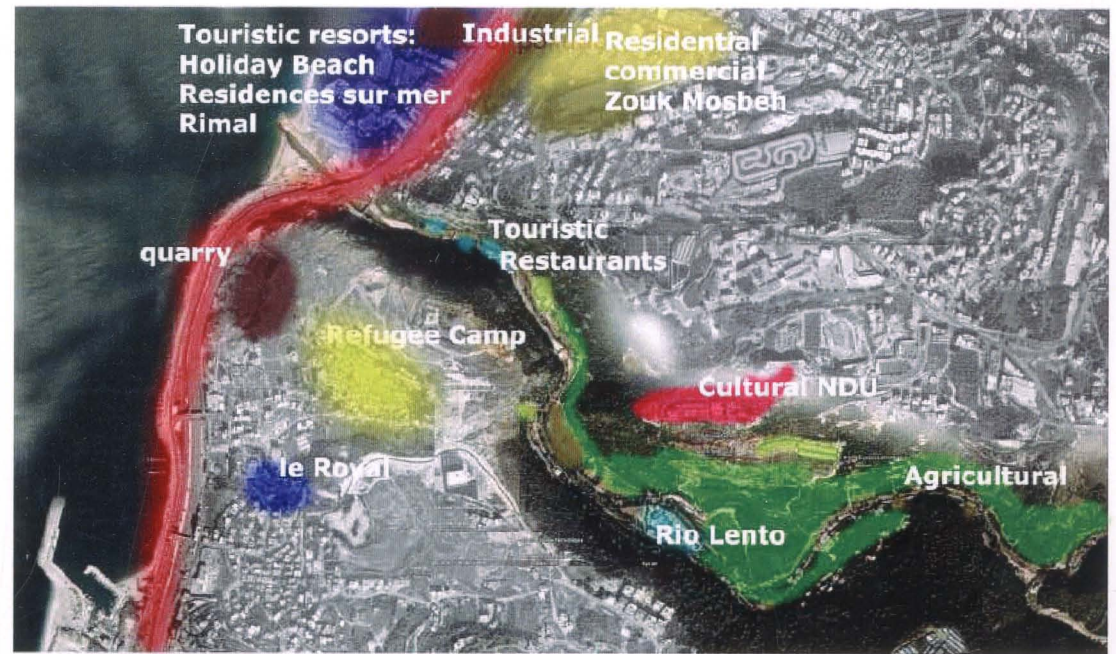 Touristic resorts:
Holiday Beach
Residences sur mer
Rimal
Industrial
Residential
commercial
Zouk Mosbeh
Touristic
Restaurants
quarry
Refugee Camp
Cultural NDU
le Royal
Agricultural
Rio Lento